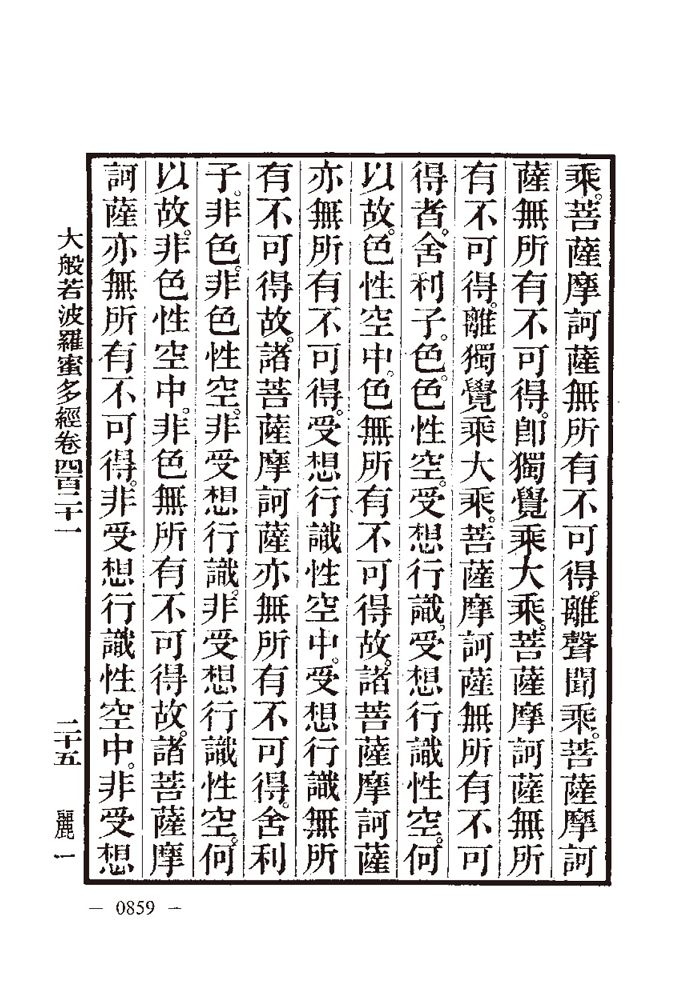 乘。菩薩摩訶薩無所有不可得。離聲聞乘。菩薩摩訶
薩無所有不可得。卽獨覺乘大乘。菩薩摩訶薩無所
有不可得。離獨覺乘大乘。菩薩摩訶薩無所有不可
得者。舍利子。色。色性空。受想行識。受想行識性空。何
以故。色性空中。色無所有不可得故。諸菩薩摩訶薩
亦無所有不可得。受想行識性空中。受想行識無所
有不可得故。諸菩薩摩訶薩亦無所有不可得。舍利
子。非色。非色性空。非受想行識。非受想行識性空。何
以故。非色性空中。非色無所有不可得故。諸菩薩摩
訶薩亦無所有不可得。非受想行識性空中。非受想
大般若波羅蜜多經卷四百二十一 二十五 麗一
— 0859 —